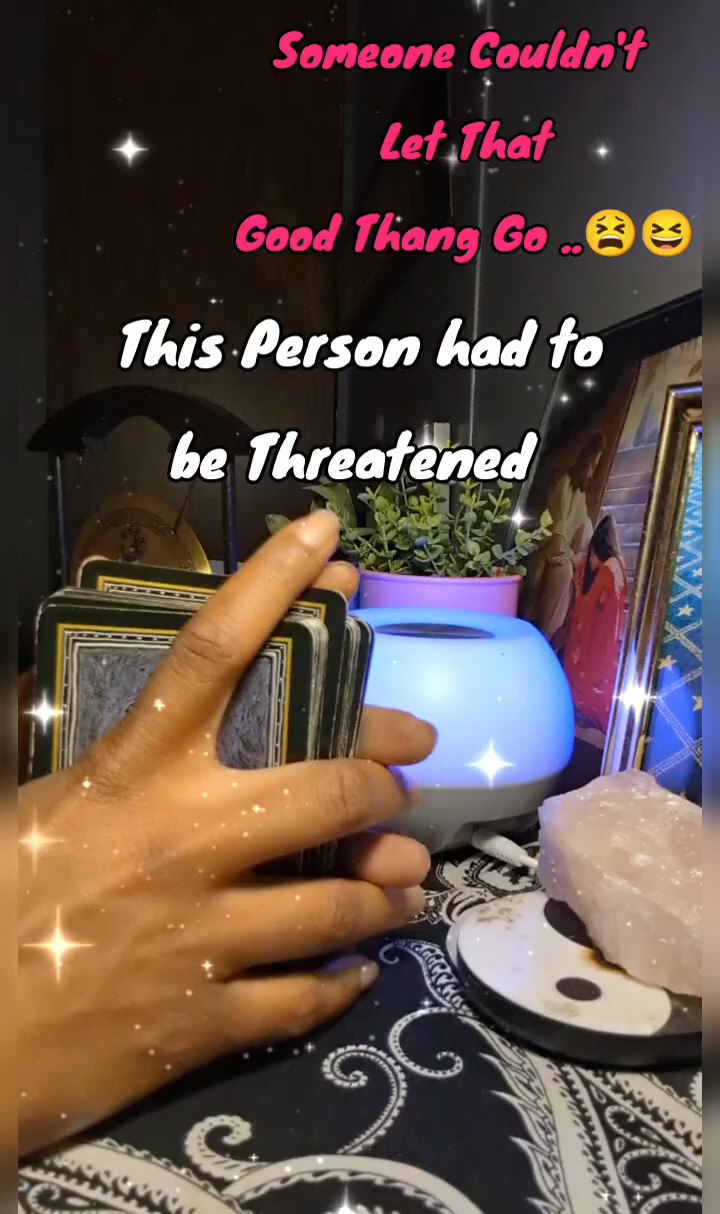 Someone Couldn't
Let That
Good Thang Go ..😫😆
This Person had to
be Threatened